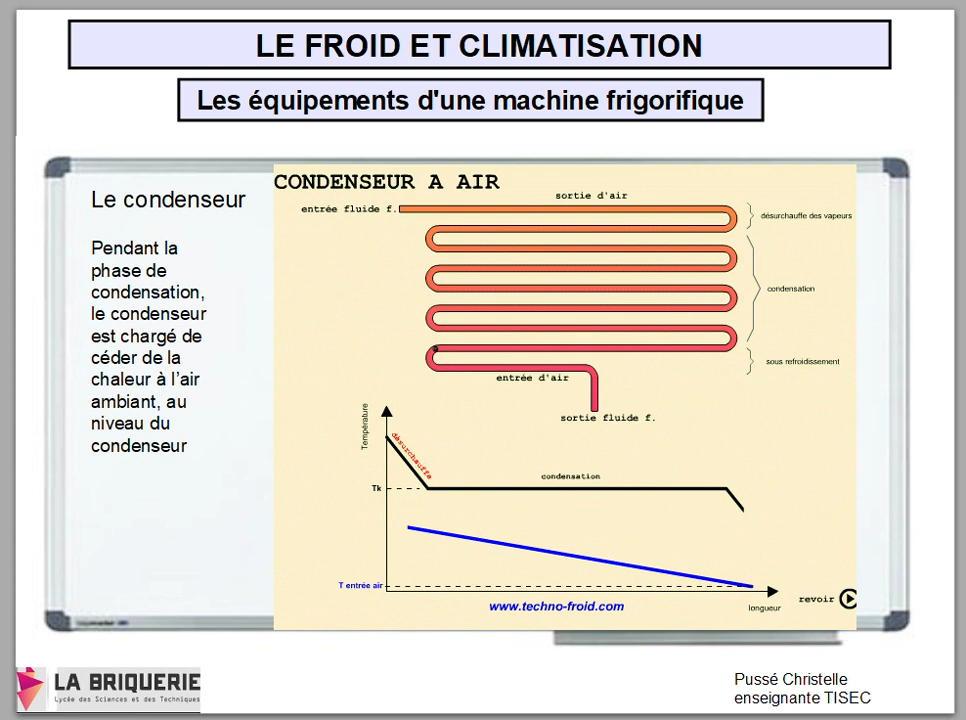 LE FROID ET CLIMATISATION
Les équipements d'une machine frigorifique
Le condenseur
Pendant la
phase de
condensation,
le condenseur
est chargé de
céder de la
chaleur à l'air
ambiant, au
niveau du
condenseur
CONDENSEUR A AIR
sortie d'air
entrée fluide f.
désurchauffe des vapeurs
condensation
sous refroidissement
entrée d'air
sortie fluide f.
Température
désurchauffe
condensation
Tk
T entrée air
www.techno-froid.com
longueur
revoir
LA BRIQUERIE
Lycée des Sciences et des Techniques
Pussé Christelle
enseignante TISEC